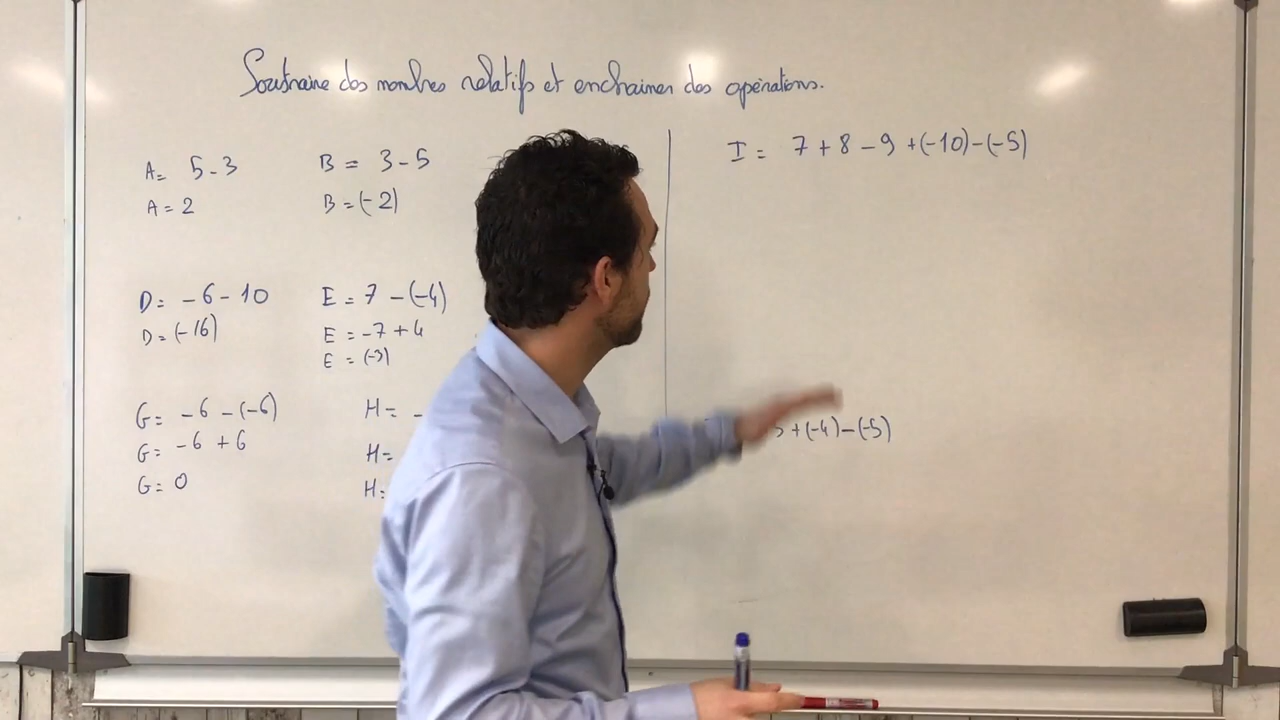 Soustraire des nombres relatifs et enchainer des opérations.
A= 5-3
A=2
B = 3-5
B=(-2)
D= -6-10
D=(-16)
E = 7 -(-4)
E = -7+4
E = (-3)
G= -6 -(-6)
G= -6 +6
G= 0
H= -
H=
H=
I = 7+8-9+(-10)-(-5)
+(-4)-(-5)